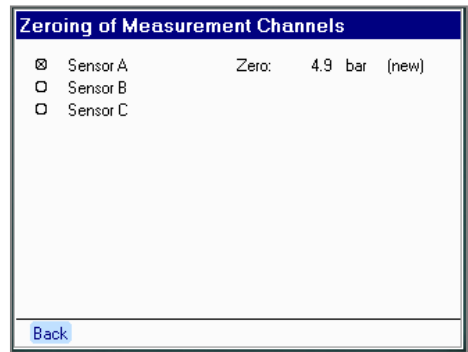 Zeroing of Measurement Channels
Sensor A Zero: 4.9 bar (new)
Sensor B
Sensor C
Back